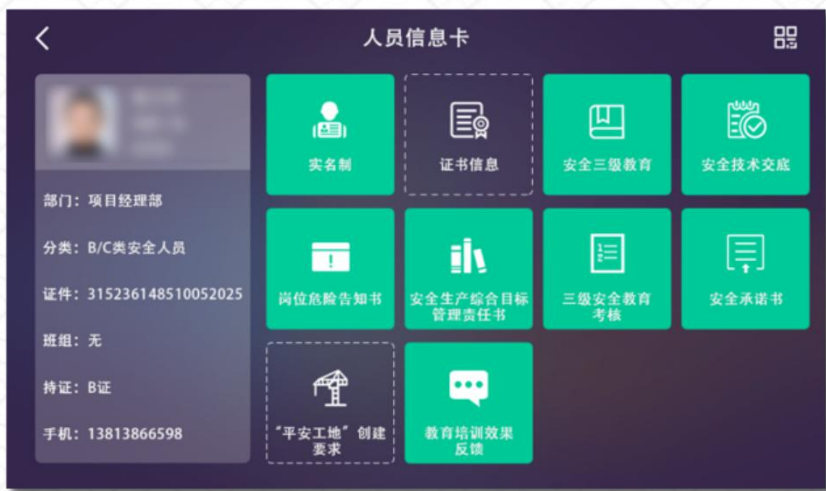 人员信息卡
部门：项目经理部
分类：B/C类安全人员
证件：315236148510052025
班组：无
持证：B证
手机：13813866598
实名制
证书信息
安全三级教育
安全技术交底
岗位危险告知书
安全生产综合目标
管理责任书
三级安全教育
考核
安全承诺书
“平安工地”创建
要求
教育培训效果
反馈